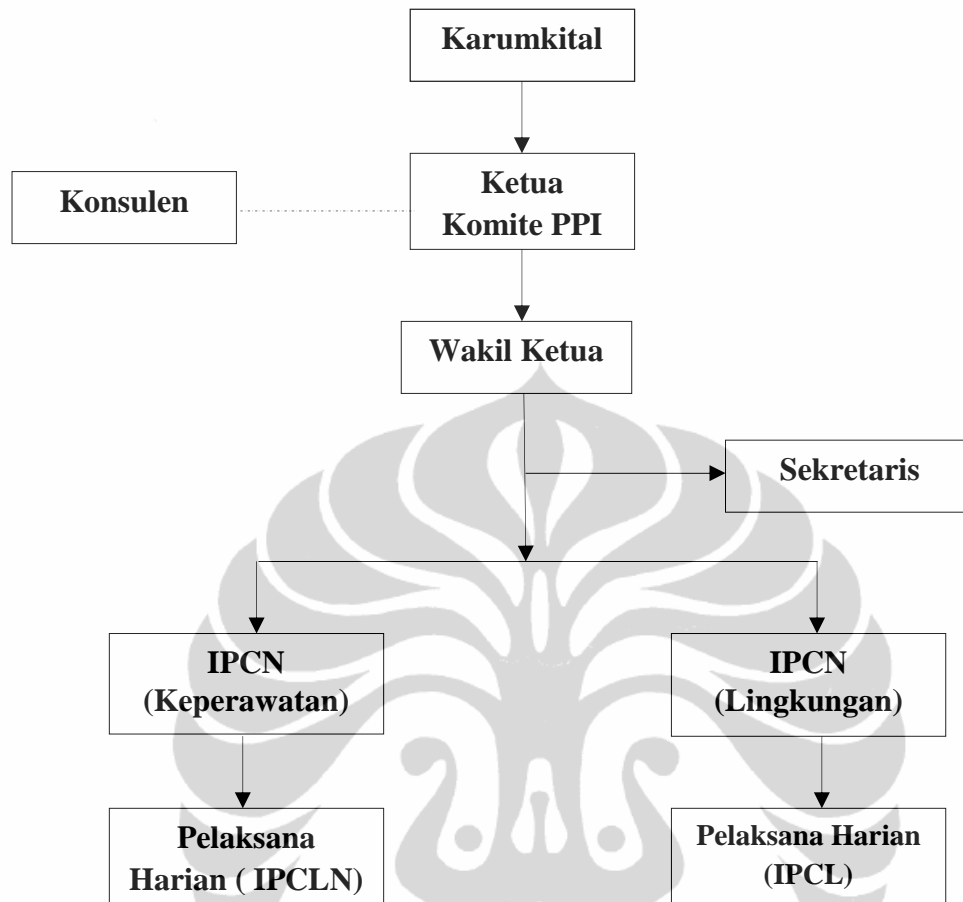 Karumkital
Konsulen
Ketua
Komite PPI
Wakil Ketua
Sekretaris
IPCN
(Keperawatan)
IPCN
(Lingkungan)
Pelaksana
Harian ( IPCLN)
Pelaksana Harian
(IPCL)